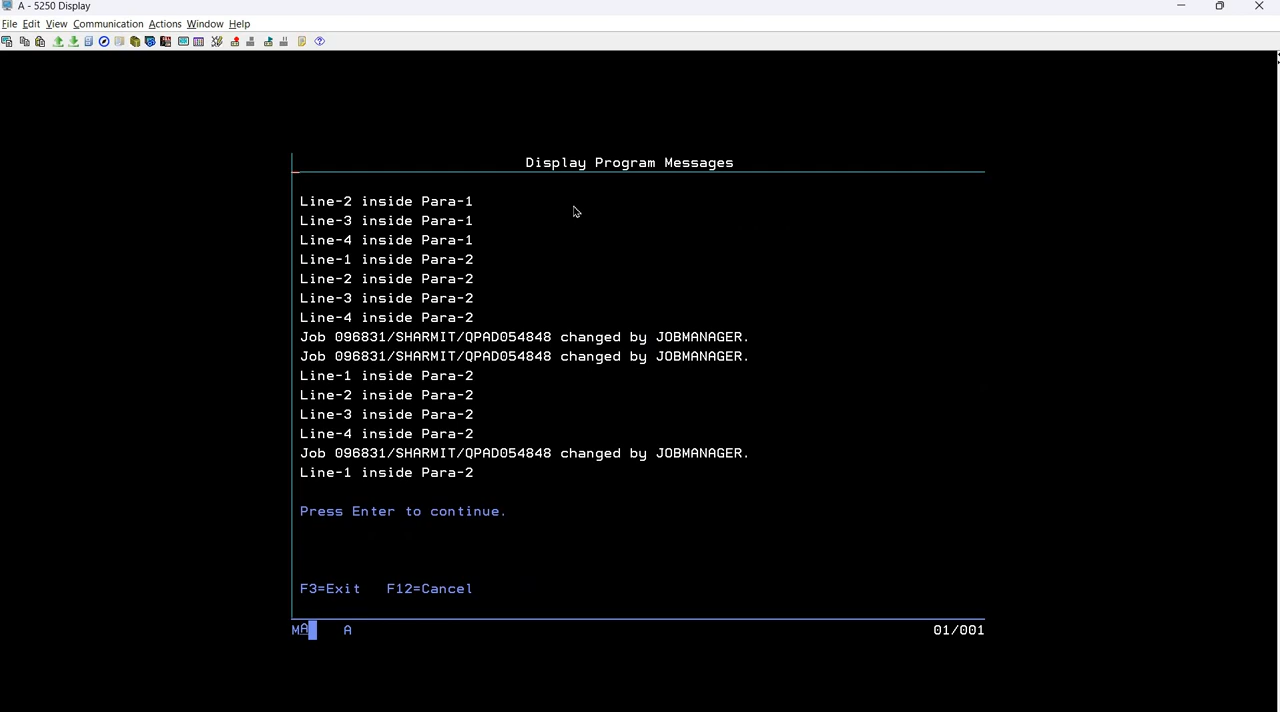 A - 5250 Display
File Edit View Communication Actions Window Help
Display Program Messages
Line-2 inside Para-1
Line-3 inside Para-1
Line-4 inside Para-1
Line-1 inside Para-2
Line-2 inside Para-2
Line-3 inside Para-2
Line-4 inside Para-2
Job 096831/SHARMIT/QPAD054848 changed by JOBMANAGER.
Job 096831/SHARMIT/QPAD054848 changed by JOBMANAGER.
Line-1 inside Para-2
Line-2 inside Para-2
Line-3 inside Para-2
Line-4 inside Para-2
Job 096831/SHARMIT/QPAD054848 changed by JOBMANAGER.
Line-1 inside Para-2
Press Enter to continue.
F3=Exit F12=Cancel
MA A 01/001